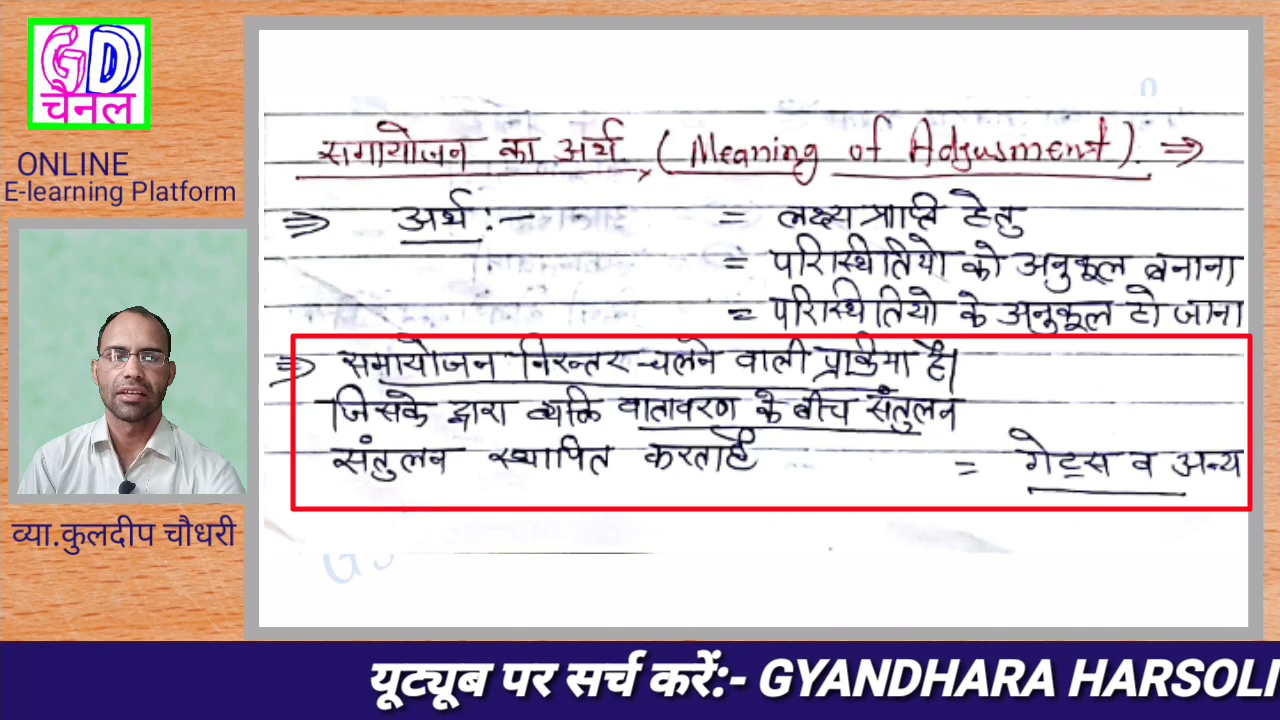 GD
चैनल
ONLINE
E-learning Platform
व्या.कुलदीप चौधरी
समायोजन का अर्थ (Meaning of Adjusment). ⇒
⇒ अर्थ :- = लक्ष्य प्राप्ति हेतु
= परिस्थितियो को अनुकूल बनाना
= परिस्थितियो के अनुकूल हो जाना
⇒ समायोजन निरन्तर चलने वाली प्रक्रिया है।
जिसके द्वारा व्यक्ति वातावरण के बीच संतुलन
संतुलन स्थापित करता है = गेट्स व अन्य
यूट्यूब पर सर्च करें:- GYANDHARA HARSOLI